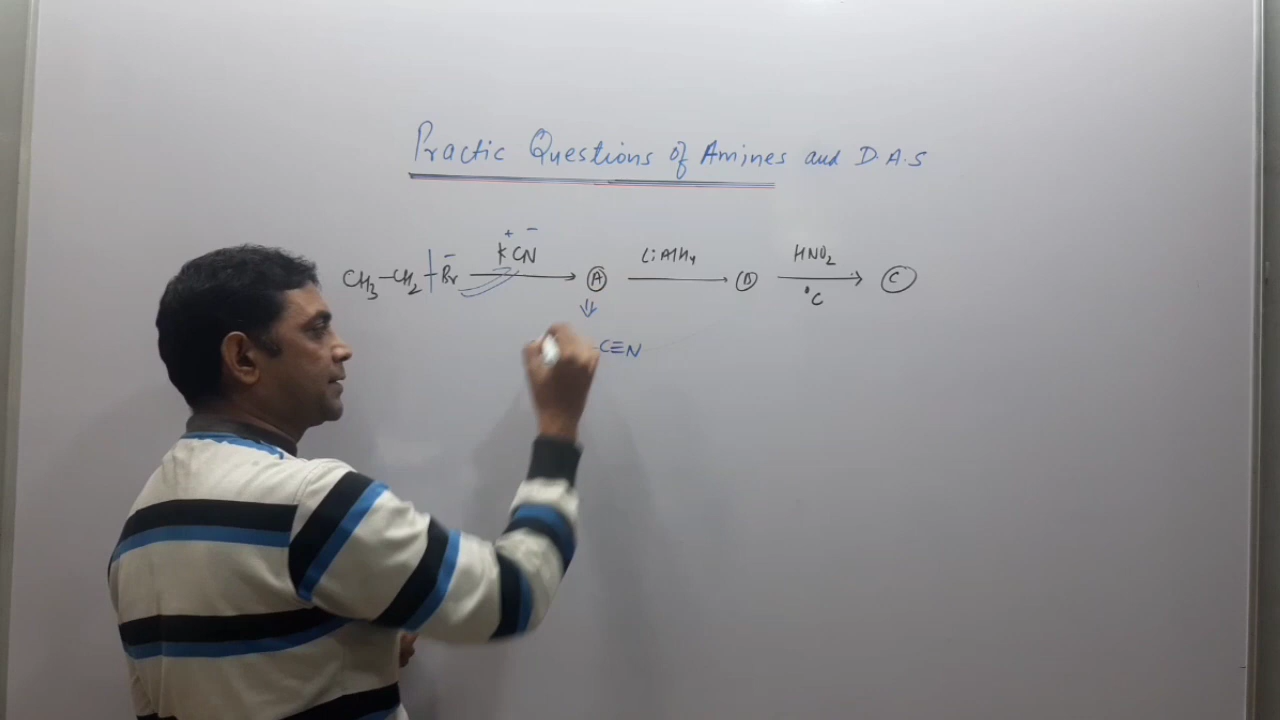 Practic Questions of Amines and D.A.S
CH₃-CH₂ Br⁻ K⁺CN⁻ → Ⓐ LiAlH₄ → Ⓑ HNO₂ °C → Ⓒ
⇓
-C≡N